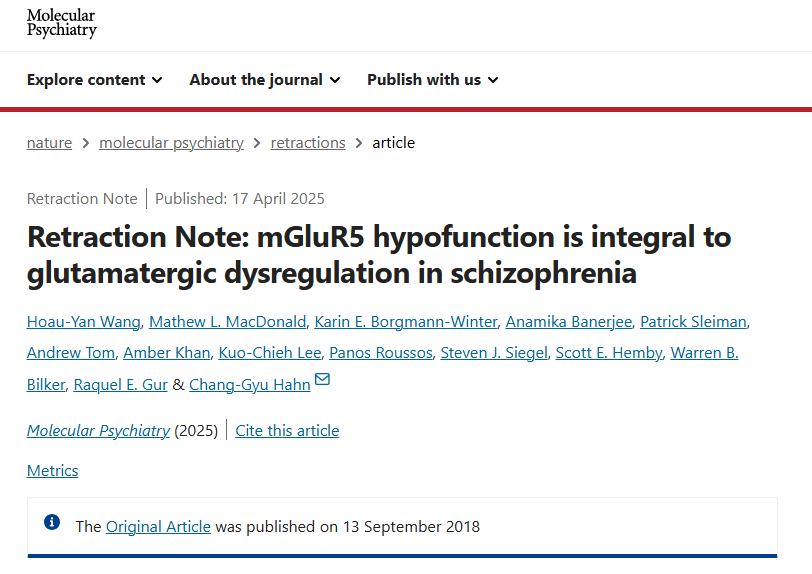 Molecular
Psychiatry
Explore content About the journal Publish with us
nature > molecular psychiatry > retractions > article
Retraction Note | Published: 17 April 2025
Retraction Note: mGluR5 hypofunction is integral to
glutamatergic dysregulation in schizophrenia
Hoau-Yan Wang, Mathew L. MacDonald, Karin E. Borgmann-Winter, Anamika Banerjee, Patrick Sleiman,
Andrew Tom, Amber Khan, Kuo-Chieh Lee, Panos Roussos, Steven J. Siegel, Scott E. Hemby, Warren B.
Bilker, Raquel E. Gur & Chang-Gyu Hahn
Molecular Psychiatry (2025) | Cite this article
Metrics
The Original Article was published on 13 September 2018